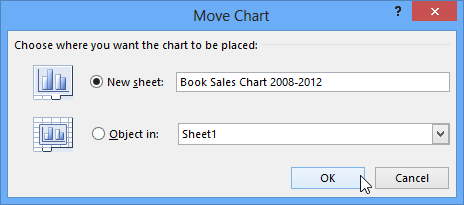 Move Chart
?
Choose where you want the chart to be placed:
New sheet: Book Sales Chart 2008-2012
Object in: Sheet1
OK Cancel